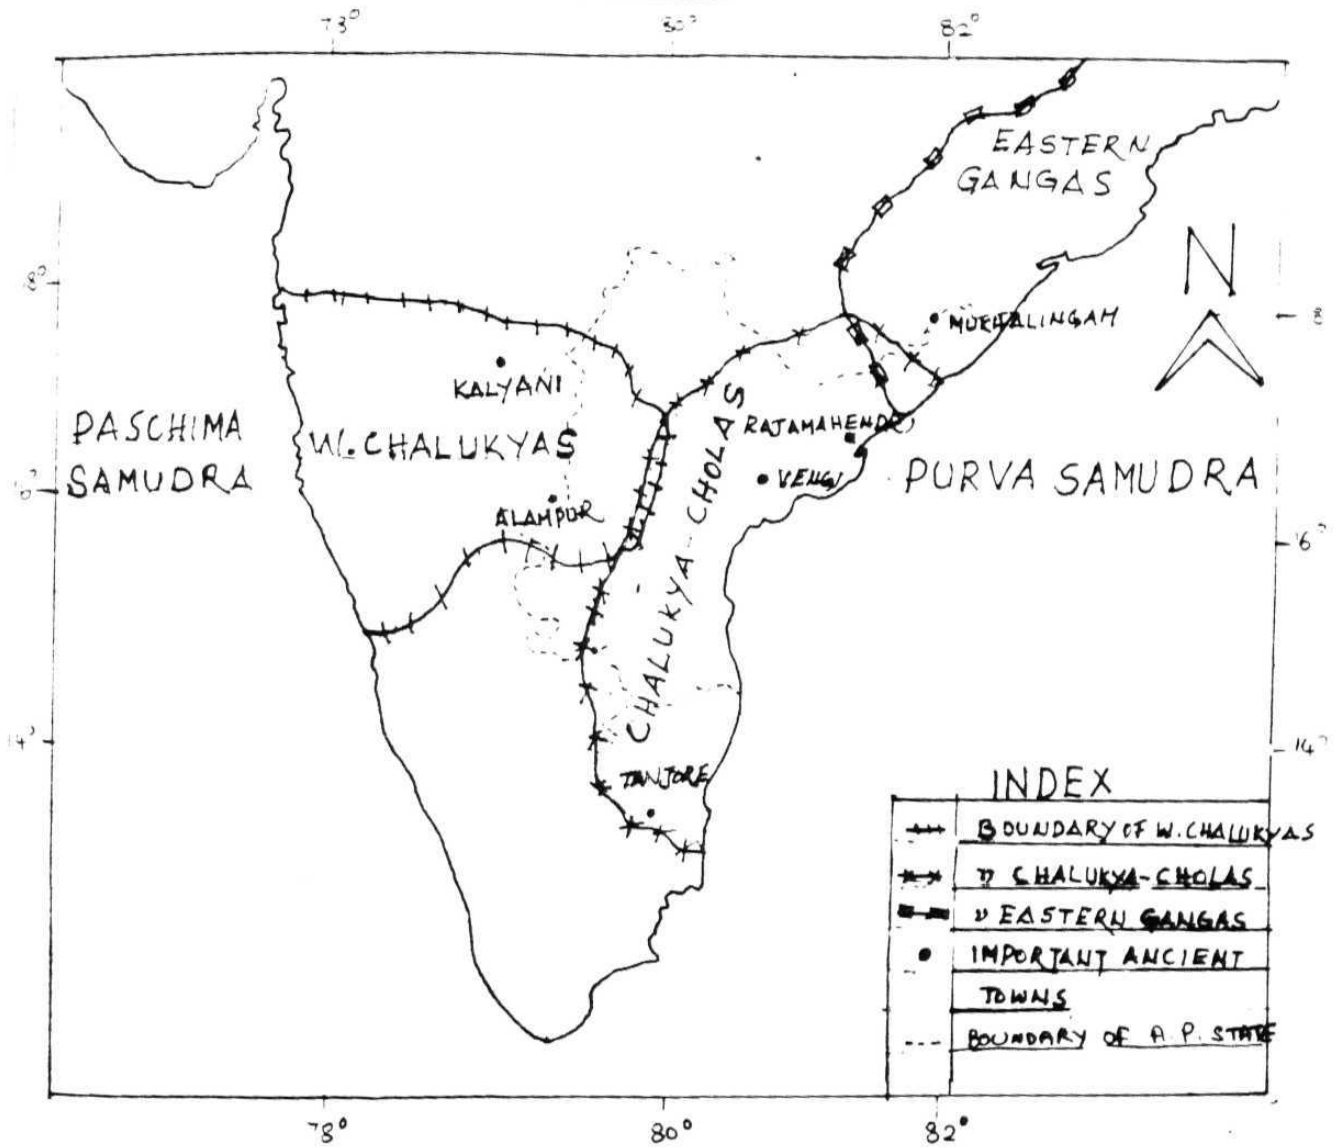 78°
80°
82°
EASTERN
GANGAS
N
MUKHALINGAM
KALYANI
PASCHIMA
SAMUDRA
W. CHALUKYAS
RAJAMAHENDRI
VENGI
PURVA SAMUDRA
ALAMPUR
CHALUKYA-CHOLAS
16°
14°
TANJORE
INDEX
BOUNDARY OF W. CHALUKYAS
" CHALUKYA-CHOLAS
" EASTERN GANGAS
IMPORTANT ANCIENT
TOWNS
BOUNDARY OF A.P. STATE
78°
80°
82°